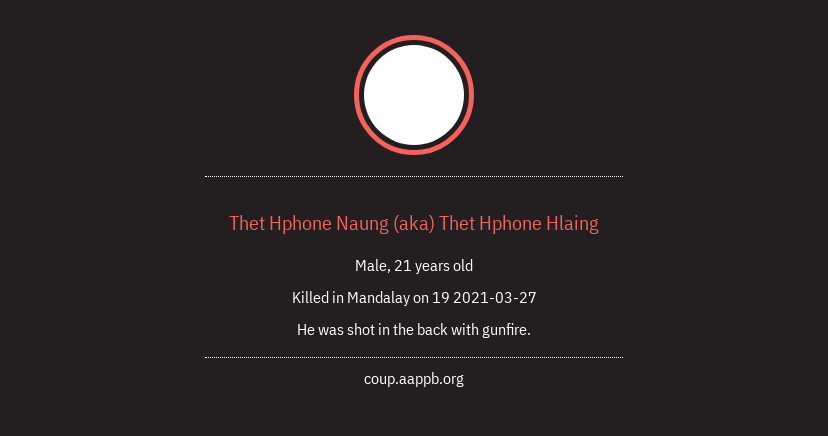 Thet Hphone Naung (aka) Thet Hphone Hlaing
Male, 21 years old
Killed in Mandalay on 19 2021-03-27
He was shot in the back with gunfire.
coup.aappb.org